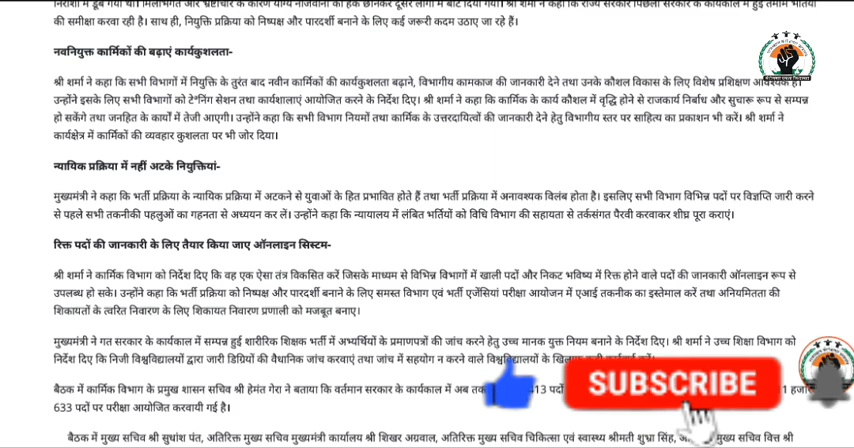 निराशा में डूब गया था। मिलीभगत और भ्रष्टाचार के कारण योग्य नौजवानों का हक छीनकर दूसरे लोगों में बांट दिया गया। श्री शर्मा ने कहा कि राज्य सरकार पिछली सरकार के कार्यकाल में हुई तमाम भर्तियों
की समीक्षा करवा रही है। साथ ही, नियुक्ति प्रक्रिया को निष्पक्ष और पारदर्शी बनाने के लिए कई जरूरी कदम उठाए जा रहे हैं।
नवनियुक्त कार्मिकों की बढ़ाएं कार्यकुशलता-
श्री शर्मा ने कहा कि सभी विभागों में नियुक्ति के तुरंत बाद नवीन कार्मिकों की कार्यकुशलता बढ़ाने, विभागीय कामकाज की जानकारी देने तथा उनके कौशल विकास के लिए विशेष प्रशिक्षण आवश्यक है।
उन्होंने इसके लिए सभी विभागों को टे°निंग सेशन तथा कार्यशालाएं आयोजित करने के निर्देश दिए। श्री शर्मा ने कहा कि कार्मिक के कार्य कौशल में वृद्धि होने से राजकार्य निर्बाध और सुचारू रूप से सम्पन्न
हो सकेंगे तथा जनहित के कार्यों में तेजी आएगी। उन्होंने कहा कि सभी विभाग नियमों तथा कार्मिक के उत्तरदायित्वों की जानकारी देने हेतु विभागीय स्तर पर साहित्य का प्रकाशन भी करें। श्री शर्मा ने
कार्यक्षेत्र में कार्मिकों की व्यवहार कुशलता पर भी जोर दिया।
न्यायिक प्रक्रिया में नहीं अटके नियुक्तियां-
मुख्यमंत्री ने कहा कि भर्ती प्रक्रिया के न्यायिक प्रक्रिया में अटकने से युवाओं के हित प्रभावित होते हैं तथा भर्ती प्रक्रिया में अनावश्यक विलंब होता है। इसलिए सभी विभाग विभिन्न पदों पर विज्ञप्ति जारी करने
से पहले सभी तकनीकी पहलुओं का गहनता से अध्ययन कर लें। उन्होंने कहा कि न्यायालय में लंबित भर्तियों को विधि विभाग की सहायता से तर्कसंगत पैरवी करवाकर शीघ्र पूरा कराएं।
रिक्त पदों की जानकारी के लिए तैयार किया जाए ऑनलाइन सिस्टम-
श्री शर्मा ने कार्मिक विभाग को निर्देश दिए कि वह एक ऐसा तंत्र विकसित करें जिसके माध्यम से विभिन्न विभागों में खाली पदों और निकट भविष्य में रिक्त होने वाले पदों की जानकारी ऑनलाइन रूप से
उपलब्ध हो सके। उन्होंने कहा कि भर्ती प्रक्रिया को निष्पक्ष और पारदर्शी बनाने के लिए समस्त विभाग एवं भर्ती एजेंसियां परीक्षा आयोजन में एआई तकनीक का इस्तेमाल करें तथा अनियमितता की
शिकायतों के त्वरित निवारण के लिए शिकायत निवारण प्रणाली को मजबूत बनाए।
मुख्यमंत्री ने गत सरकार के कार्यकाल में सम्पन्न हुई शारीरिक शिक्षक भर्ती में अभ्यर्थियों के प्रमाणपत्रों की जांच करने हेतु उच्च मानक युक्त नियम बनाने के निर्देश दिए। श्री शर्मा ने उच्च शिक्षा विभाग को
निर्देश दिए कि निजी विश्वविद्यालयों द्वारा जारी डिग्रियों की वैधानिक जांच करवाएं तथा जांच में सहयोग न करने वाले विश्वविद्यालयों के
बैठक में कार्मिक विभाग के प्रमुख शासन सचिव श्री हेमंत गेरा ने बताया कि वर्तमान सरकार के कार्यकाल में अब तक 413 पदों
SUBSCRIBE
633 पदों पर परीक्षा आयोजित करवायी गई है।
बैठक में मुख्य सचिव श्री सुधांश पंत, अतिरिक्त मुख्य सचिव मुख्यमंत्री कार्यालय श्री शिखर अग्रवाल, अतिरिक्त मुख्य सचिव चिकित्सा एवं स्वास्थ्य श्रीमती शुभ्रा सिंह, मुख्य सचिव वित्त श्री